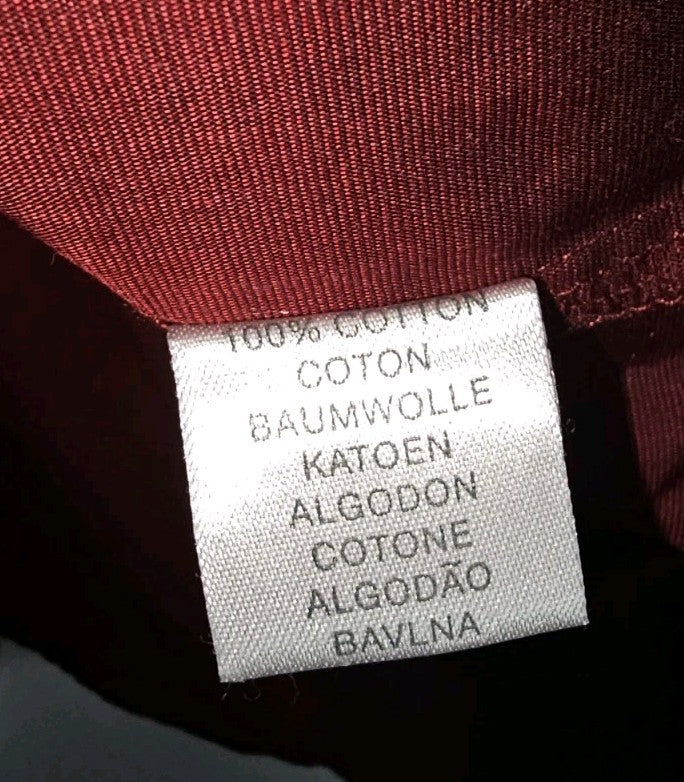 100% COTTON
COTON
BAUMWOLLE
KATOEN
ALGODON
COTONE
ALGODÃO
BAVLNA